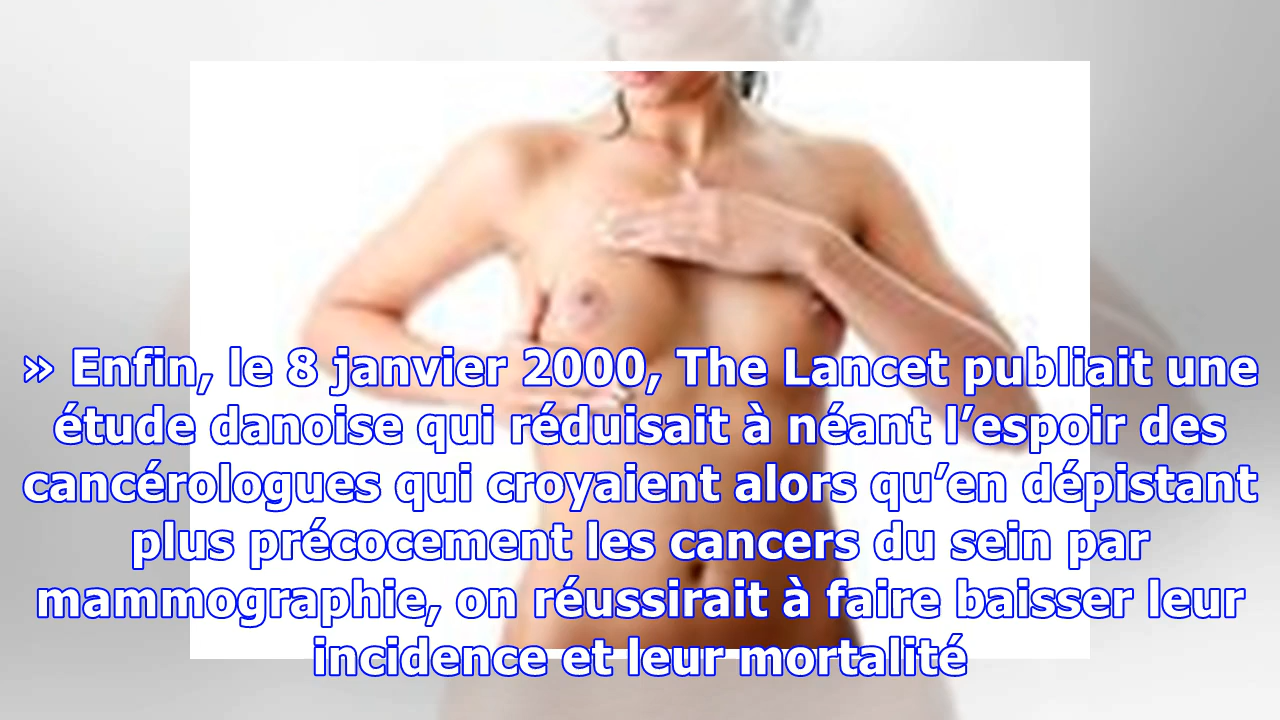 » Enfin, le 8 janvier 2000, The Lancet publiait une
étude danoise qui réduisait à néant l’espoir des
cancérologues qui croyaient alors qu’en dépistant
plus précocement les cancers du sein par
mammographie, on réussirait à faire baisser leur
incidence et leur mortalité